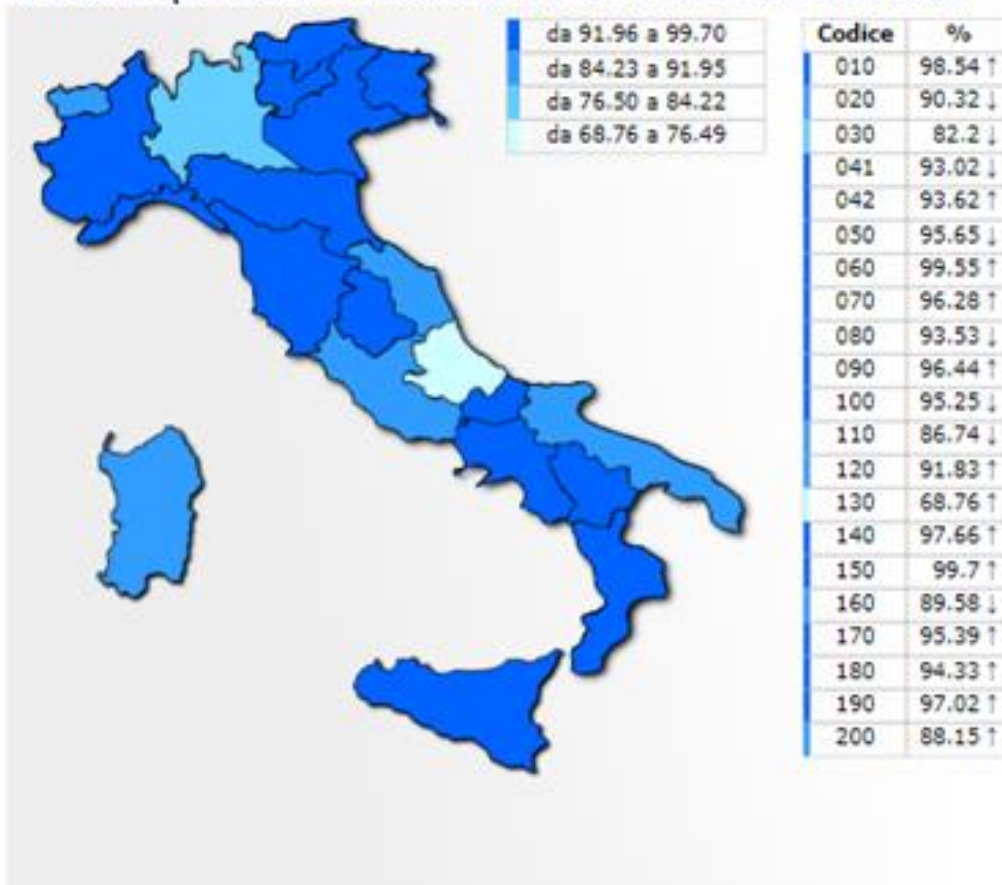 da 91.96 a 99.70
da 84.23 a 91.95
da 76.50 a 84.22
da 68.76 a 76.49
Codice %
010 98.54 ↑
020 90.32 ↓
030 82.2 ↓
041 93.02 ↓
042 93.62 ↑
050 95.65 ↓
060 99.55 ↑
070 96.28 ↑
080 93.53 ↓
090 96.44 ↑
100 95.25 ↓
110 86.74 ↓
120 91.83 ↑
130 68.76 ↑
140 97.66 ↑
150 99.7 ↑
160 89.58 ↓
170 95.39 ↑
180 94.33 ↑
190 97.02 ↑
200 88.15 ↑